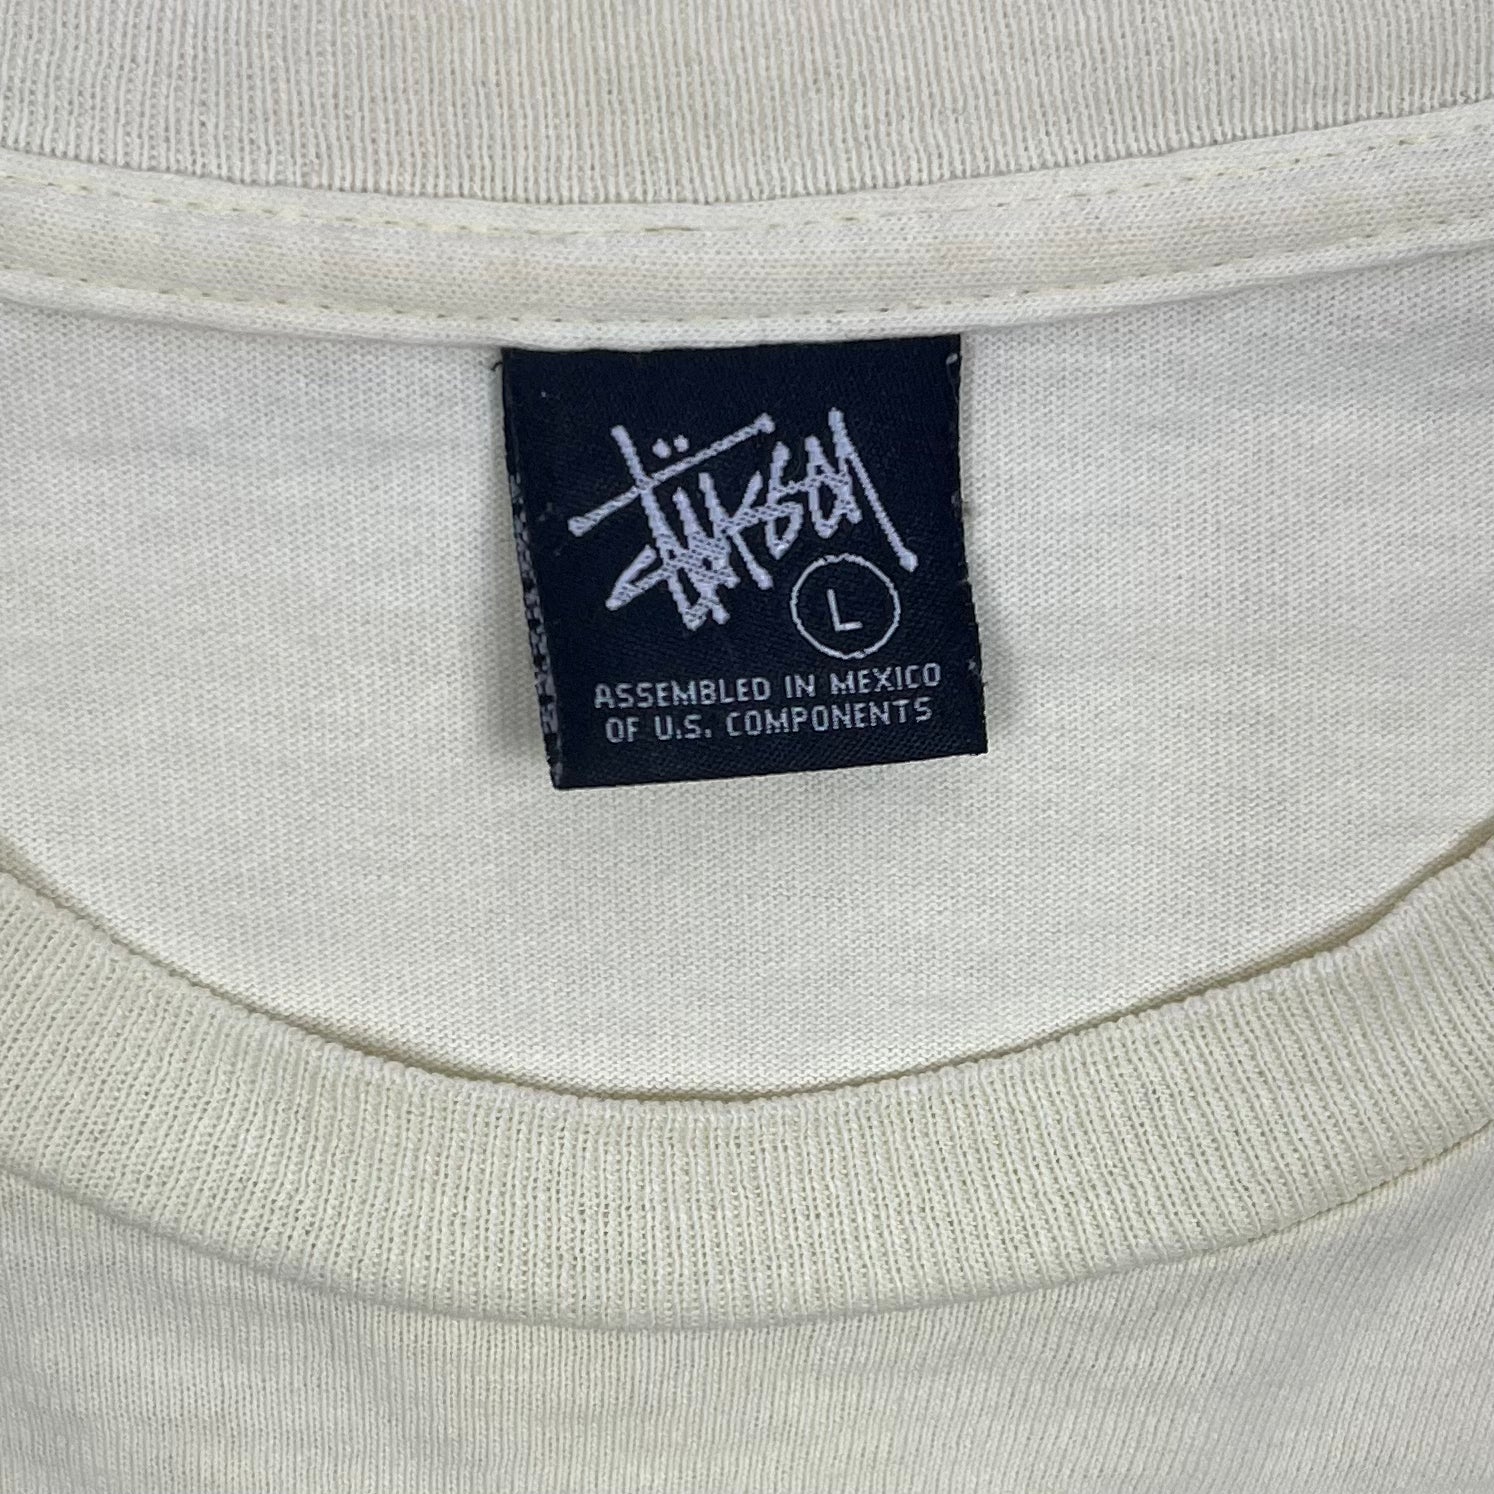 Stüssy
L
ASSEMBLED IN MEXICO
OF U.S. COMPONENTS